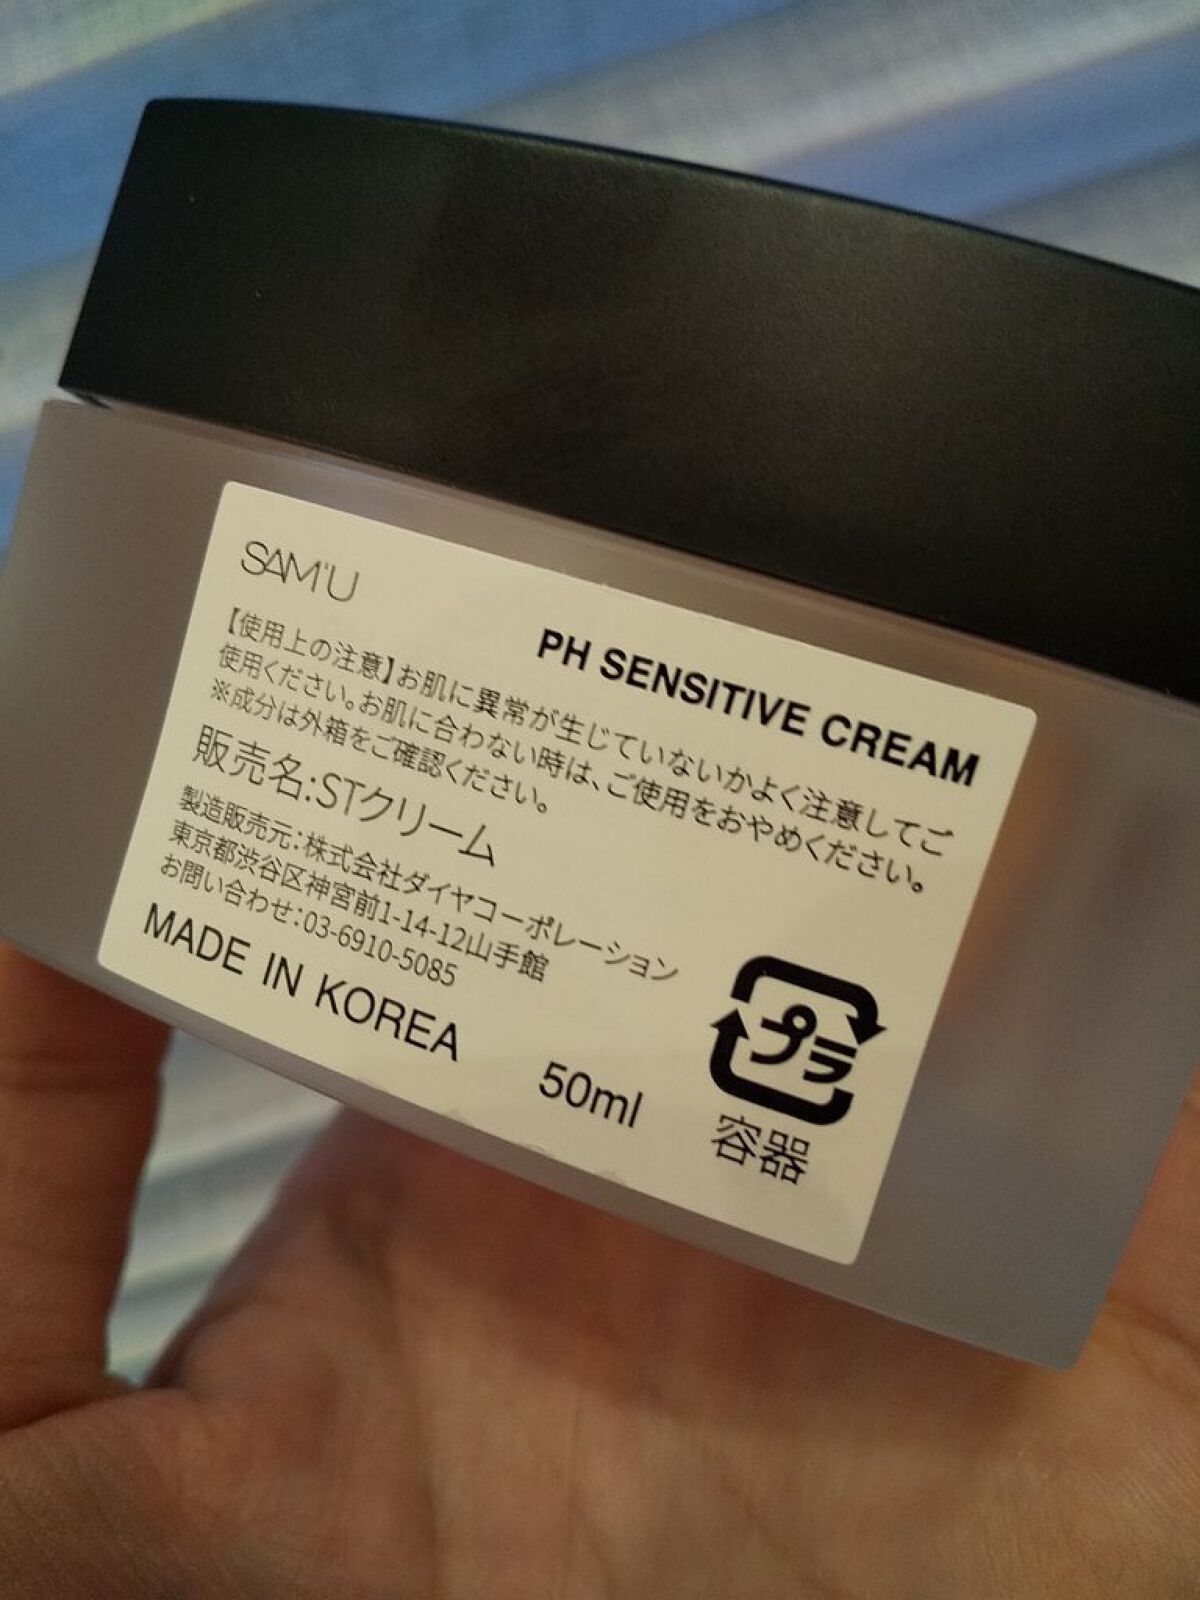 SAM'U
PH SENSITIVE CREAM
【使用上の注意】お肌に異常が生じていないかよく注意してご
使用ください。お肌に合わない時は、ご使用をおやめください。
※成分は外箱をご確認ください。
販売名:STクリーム
製造販売元:株式会社ダイヤコーポレーション
東京都渋谷区神宮前1-14-12山手館
お問い合わせ:03-6910-5085
MADE IN KOREA
50ml
プラ
容器